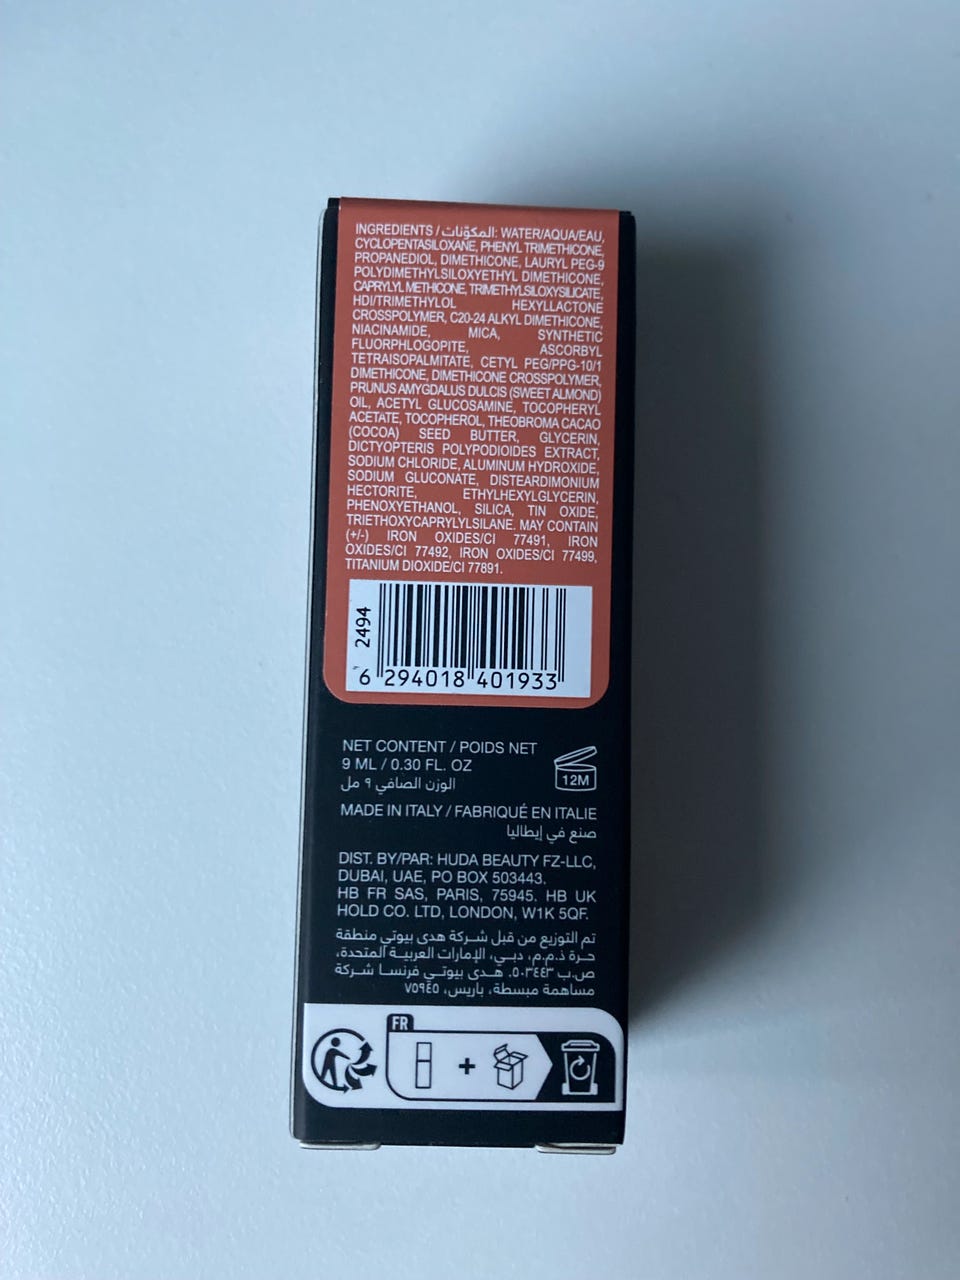 INGREDIENTS / المكوّنات: WATER/AQUA/EAU,
CYCLOPENTASILOXANE, PHENYL TRIMETHICONE,
PROPANEDIOL, DIMETHICONE, LAURYL PEG-9
POLYDIMETHYLSILOXYETHYL DIMETHICONE,
CAPRYLYL METHICONE, TRIMETHYLSILOXYSILICATE,
HDI/TRIMETHYLOL HEXYLLACTONE
CROSSPOLYMER, C20-24 ALKYL DIMETHICONE,
NIACINAMIDE, MICA, SYNTHETIC
FLUORPHLOGOPITE, ASCORBYL
TETRAISOPALMITATE, CETYL PEG/PPG-10/1
DIMETHICONE, DIMETHICONE CROSSPOLYMER,
PRUNUS AMYGDALUS DULCIS (SWEET ALMOND)
OIL, ACETYL GLUCOSAMINE, TOCOPHERYL
ACETATE, TOCOPHEROL, THEOBROMA CACAO
(COCOA) SEED BUTTER, GLYCERIN,
DICTYOPTERIS POLYPODIOIDES EXTRACT,
SODIUM CHLORIDE, ALUMINUM HYDROXIDE,
SODIUM GLUCONATE, DISTEARDIMONIUM
HECTORITE, ETHYLHEXYLGLYCERIN,
PHENOXYETHANOL, SILICA, TIN OXIDE,
TRIETHOXYCAPRYLYLSILANE. MAY CONTAIN
(+/-) IRON OXIDES/CI 77491, IRON
OXIDES/CI 77492, IRON OXIDES/CI 77499,
TITANIUM DIOXIDE/CI 77891.
2494
6 294018 401933
NET CONTENT / POIDS NET
9 ML / 0.30 FL. OZ
الوزن الصافي ٩ مل
12M
MADE IN ITALY / FABRIQUÉ EN ITALIE
صنع في إيطاليا
DIST. BY/PAR: HUDA BEAUTY FZ-LLC,
DUBAI, UAE, PO BOX 503443.
HB FR SAS, PARIS, 75945. HB UK
HOLD CO. LTD, LONDON, W1K 5QF.
تم التوزيع من قبل شركة هدى بيوتي منطقة
حرة ذ.م.م، دبي، الإمارات العربية المتحدة،
ص.ب ٥٠٣٤٤٣. هدى بيوتي فرنسا شركة
مساهمة مبسطة، باريس، ٧٥٩٤٥
FR
+